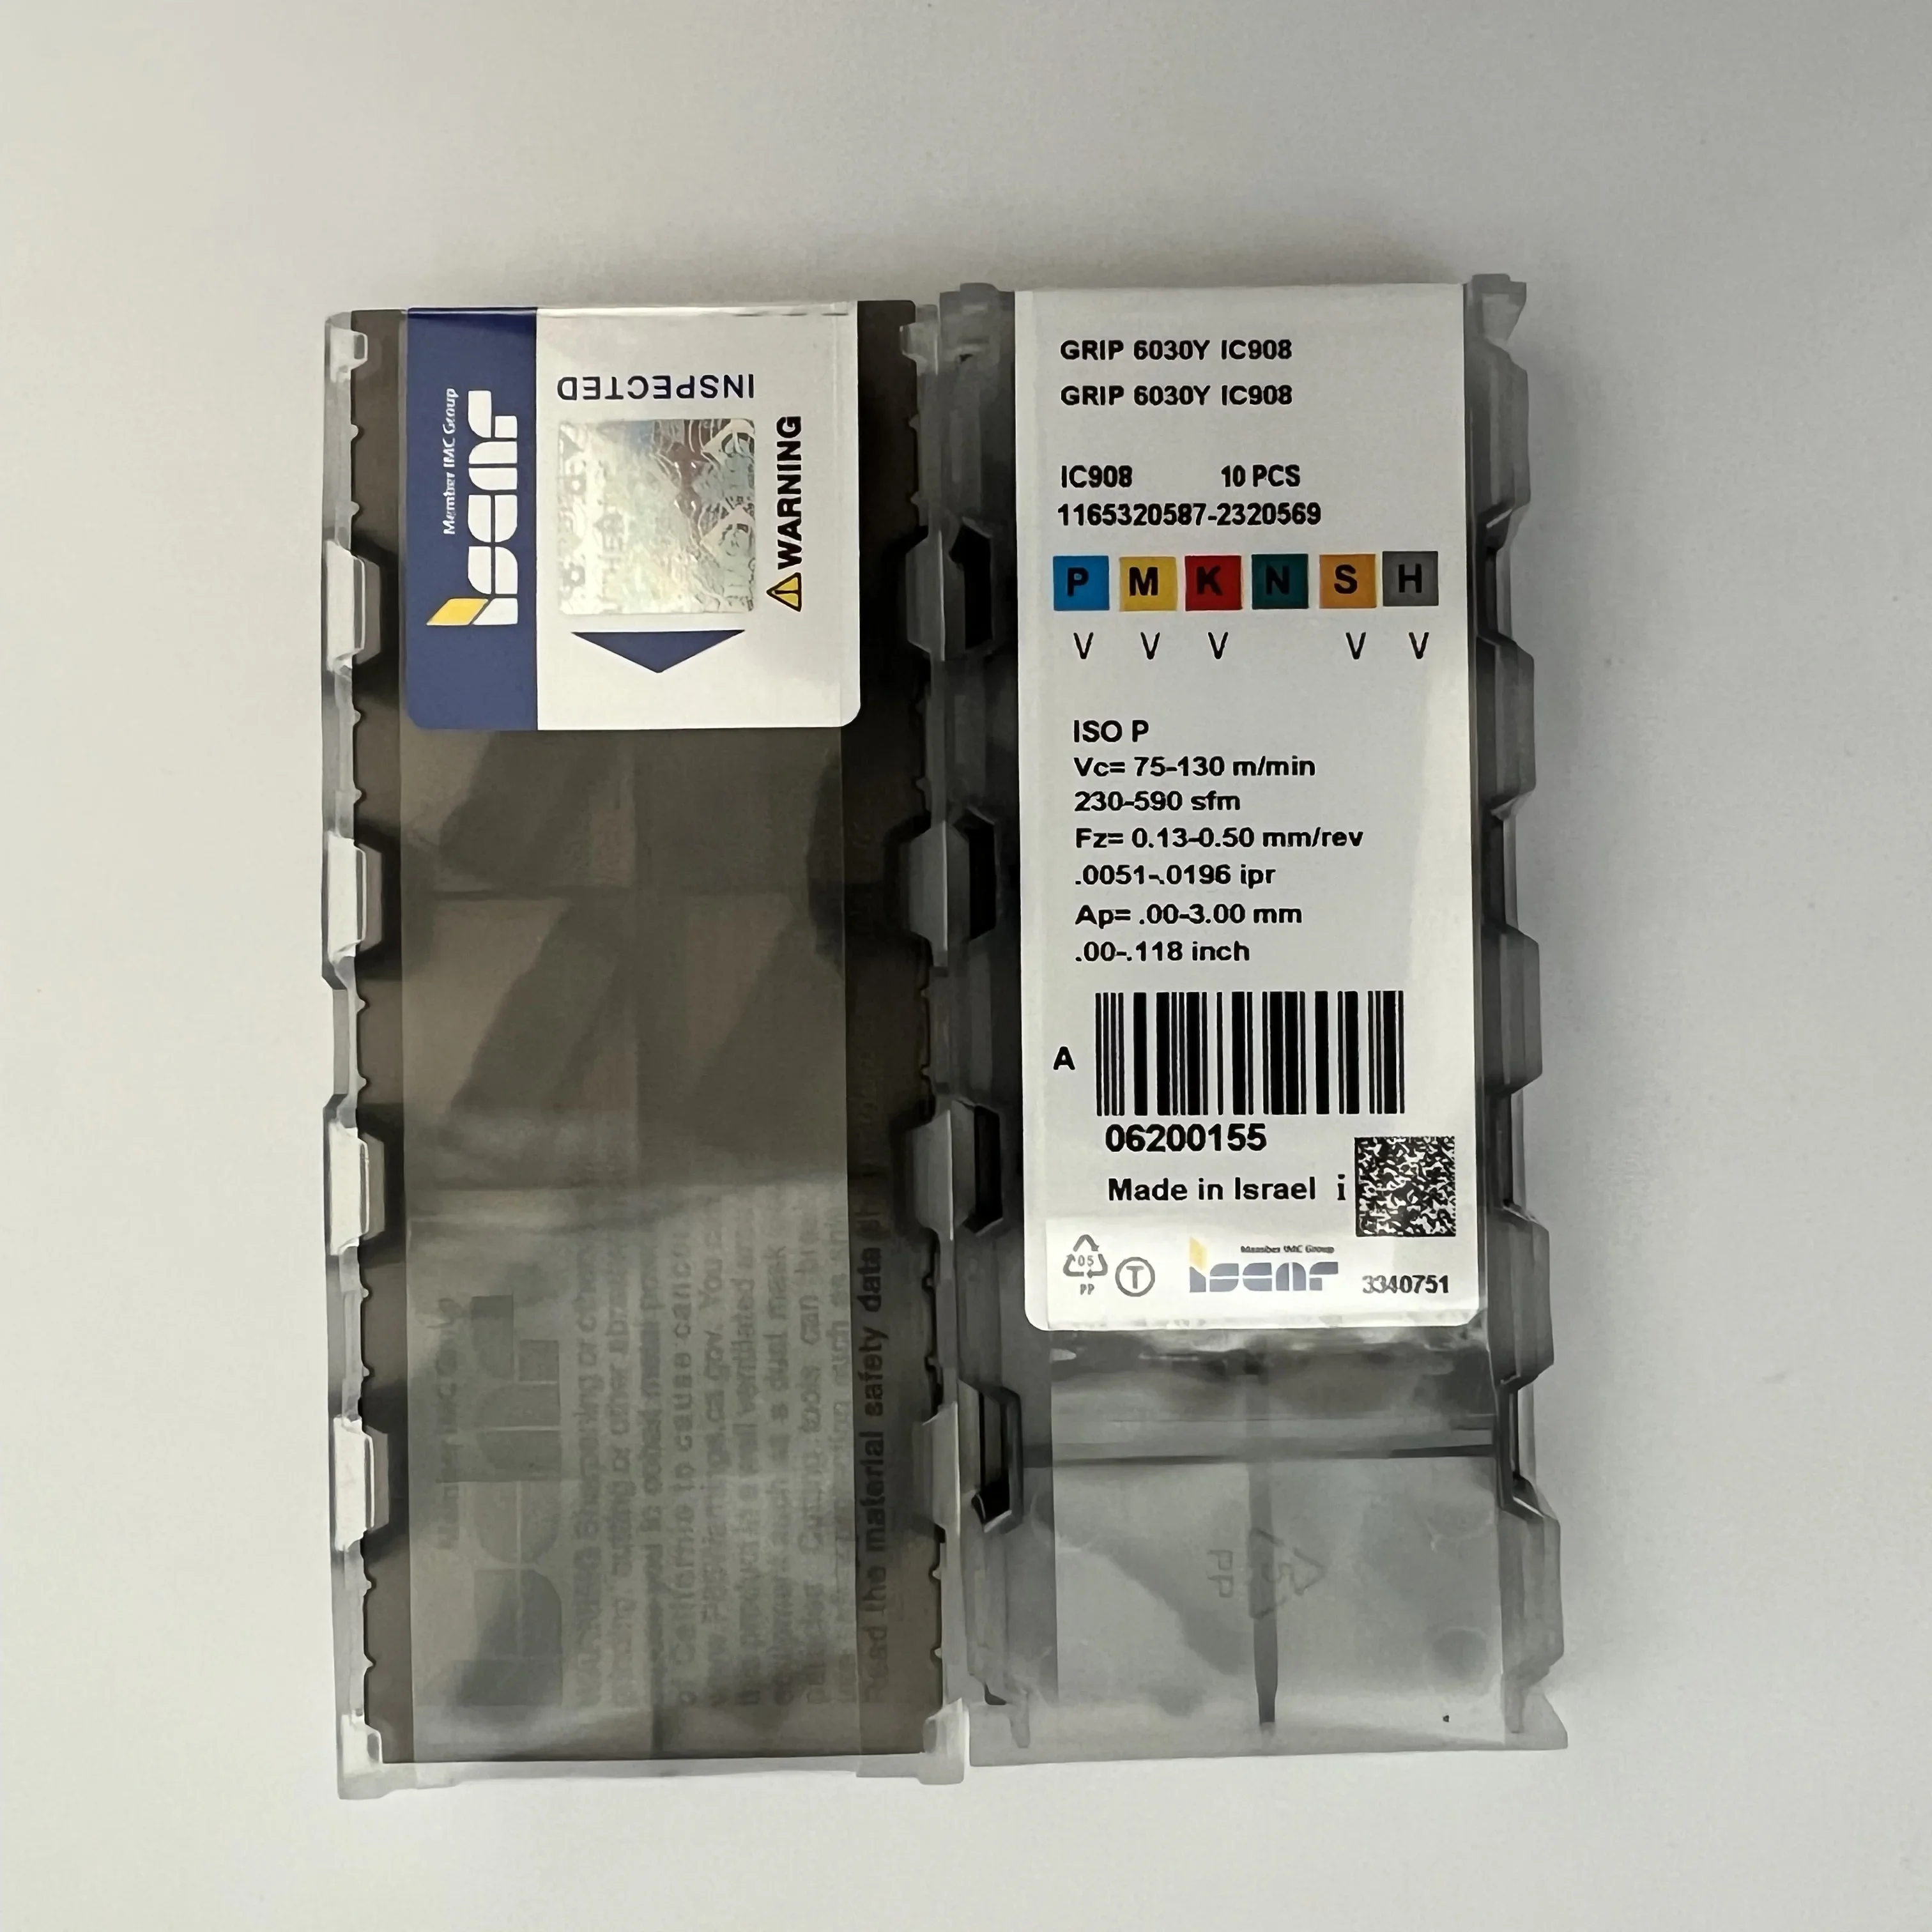 Member IMC Group
iscar
INSPECTED
WARNING
Read the material safety data
GRIP 6030Y IC908
GRIP 6030Y IC908
IC908 10 PCS
1165320587-2320569
P M K N S H
V V V V V
ISO P
Vc= 75-130 m/min
230-590 sfm
Fz= 0.13-0.50 mm/rev
.0051-.0196 ipr
Ap= .00-3.00 mm
.00-.118 inch
A
06200155
Made in Israel i
05
PP
T
Member IMC Group
iscar
3340751
PP